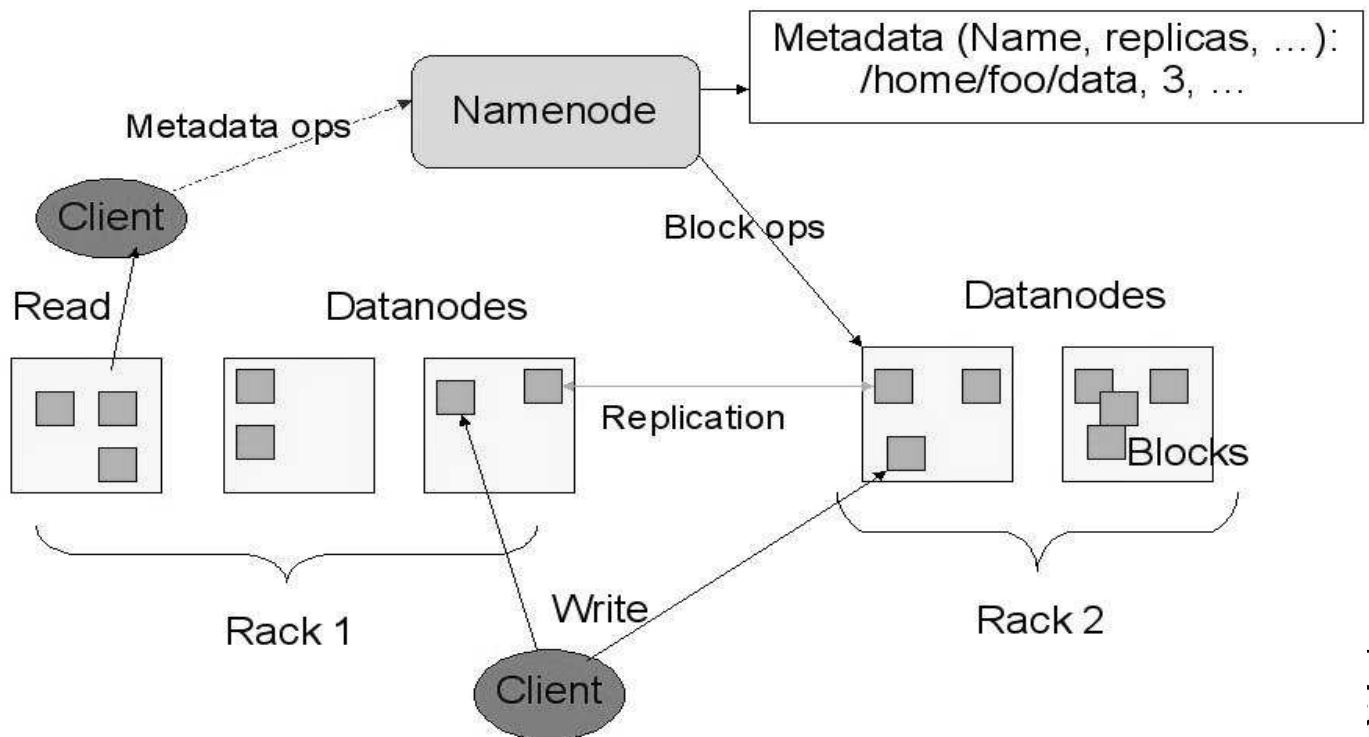 Metadata (Name, replicas, …):
/home/foo/data, 3, …
Namenode
Metadata ops
Client
Block ops
Read
Datanodes
Datanodes
Replication
Blocks
Rack 1
Write
Rack 2
Client